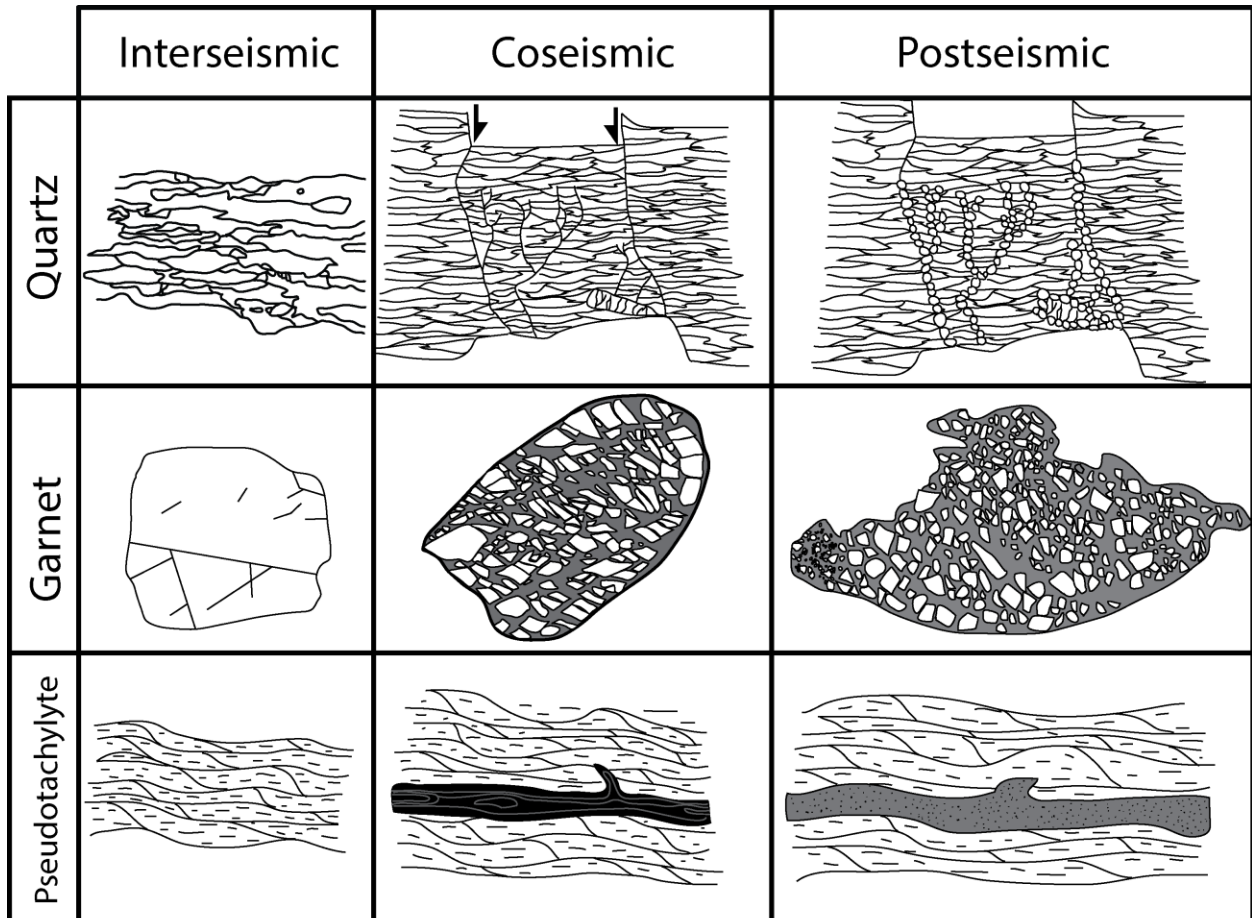 Interseismic
Coseismic
Postseismic
Quartz
Garnet
Pseudotachylyte